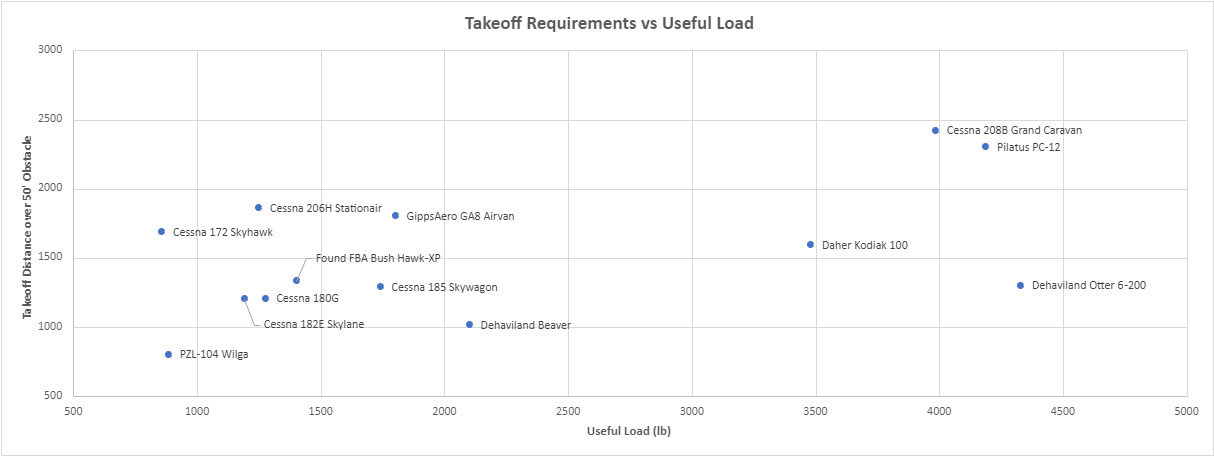 Takeoff Requirements vs Useful Load
3000
2500
2000
1500
1000
500
Takeoff Distance over 50' Obstacle
Cessna 208B Grand Caravan
Pilatus PC-12
Cessna 206H Stationair
GippsAero GA8 Airvan
Cessna 172 Skyhawk
Daher Kodiak 100
Found FBA Bush Hawk-XP
Cessna 185 Skywagon
Dehaviland Otter 6-200
Cessna 180G
Cessna 182E Skylane
Dehaviland Beaver
PZL-104 Wilga
500 1000 1500 2000 2500 3000 3500 4000 4500 5000
Useful Load (lb)